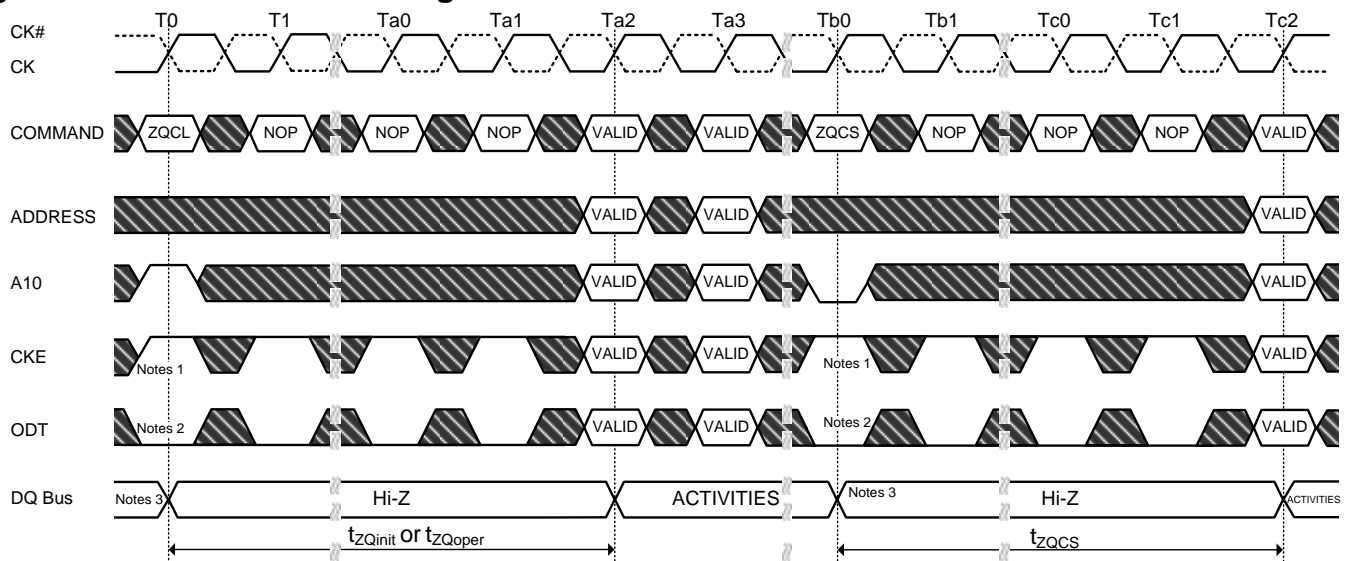 T0 T1 Ta0 Ta1 Ta2 Ta3 Tb0 Tb1 Tc0 Tc1 Tc2
CK#
CK
COMMAND ZQCL NOP NOP NOP VALID VALID ZQCS NOP NOP NOP VALID
ADDRESS VALID VALID VALID
A10 VALID VALID VALID
CKE Notes 1 VALID VALID Notes 1 VALID
ODT Notes 2 VALID VALID Notes 2 VALID
DQ Bus Notes 3 Hi-Z ACTIVITIES Notes 3 Hi-Z ACTIVITIES
tZQinit or tZQoper tZQCS